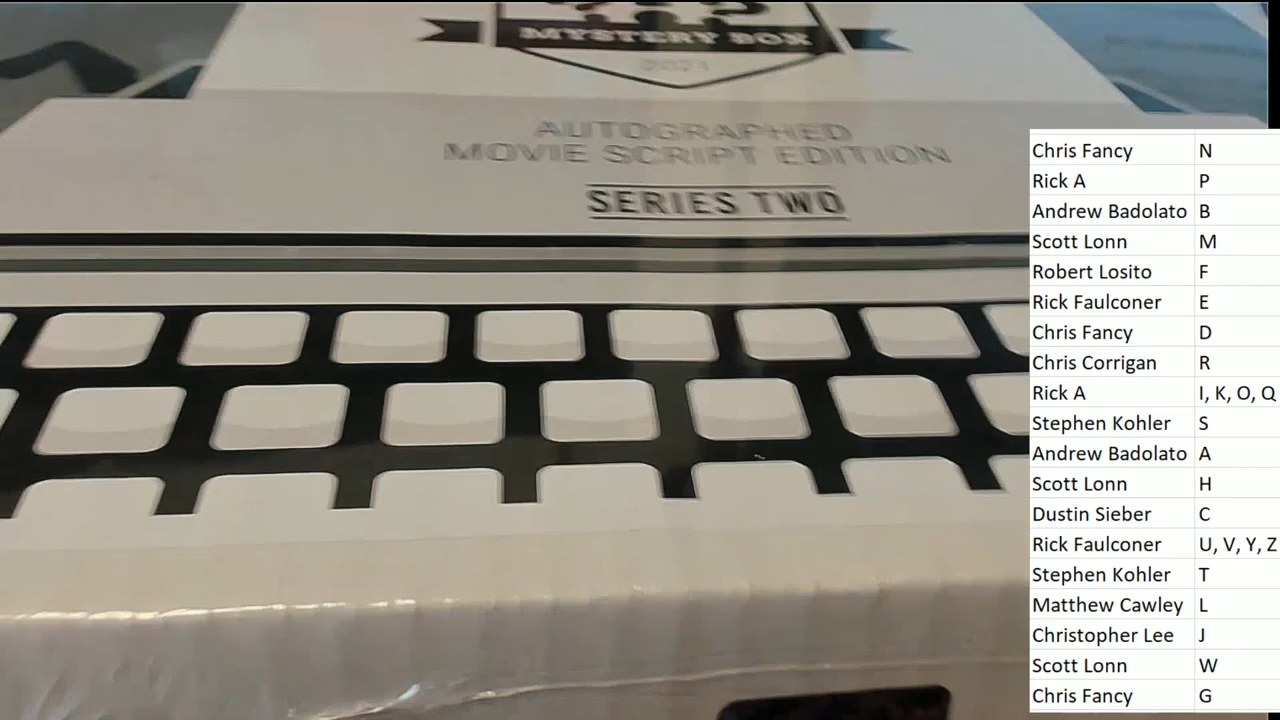 MYSTERY BOX
2021
AUTOGRAPHED
MOVIE SCRIPT EDITION
SERIES TWO
Chris Fancy N
Rick A P
Andrew Badolato B
Scott Lonn M
Robert Losito F
Rick Faulconer E
Chris Fancy D
Chris Corrigan R
Rick A I, K, O, Q
Stephen Kohler S
Andrew Badolato A
Scott Lonn H
Dustin Sieber C
Rick Faulconer U, V, Y, Z
Stephen Kohler T
Matthew Cawley L
Christopher Lee J
Scott Lonn W
Chris Fancy G